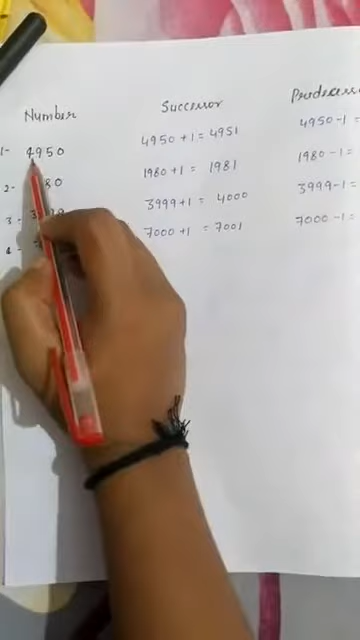 Number Successor
1- 4950 4950 +1 = 4951 4950 -1 =
2- 80 1980 +1 = 1981 1980 -1 =
3 - 3999 +1 = 4000 3999 -1 =
4 - 7000 +1 = 7001 7000 -1 =